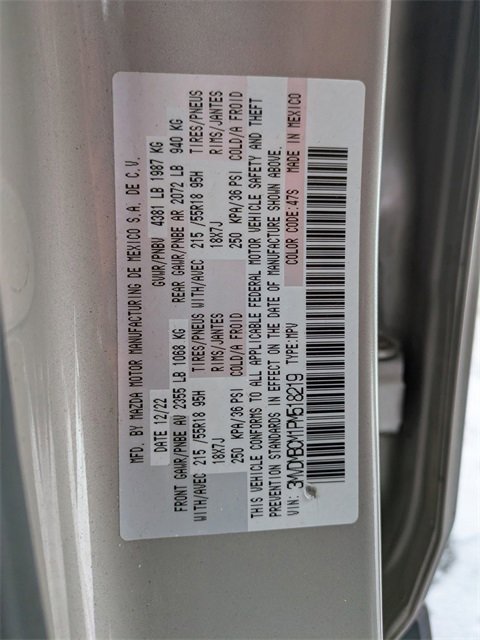 MFD. BY MAZDA MOTOR MANUFACTURING DE MEXICO S.A. DE C.V.
DATE 12/22 GVWR/PNBV 4381 LB 1987 KG
FRONT GAWR/PNBE AV 2355 LB 1068 KG REAR GAWR/PNBE AR 2072 LB 940 KG
WITH/AVEC 215 /55R18 95H TIRES/PNEUS WITH/AVEC 215 /55R18 95H TIRES/PNEUS
18X7J RIMS/JANTES 18X7J RIMS/JANTES
250 KPA/36 PSI COLD/A FROID 250 KPA/36 PSI COLD/A FROID
THIS VEHICLE CONFORMS TO ALL APPLICABLE FEDERAL MOTOR VEHICLE SAFETY AND THEFT
PREVENTION STANDARDS IN EFFECT ON THE DATE OF MANUFACTURE SHOWN ABOVE.
VIN: 3MVDMBCM1PM518219 TYPE:MPV COLOR CODE:47S MADE IN MEXICO